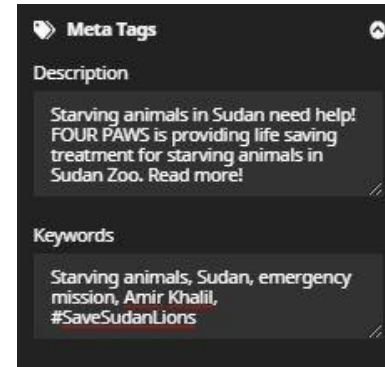 Meta Tags
Description
Starving animals in Sudan need help!
FOUR PAWS is providing life saving
treatment for starving animals in
Sudan Zoo. Read more!
Keywords
Starving animals, Sudan, emergency
mission, Amir Khalil,
#SaveSudanLions